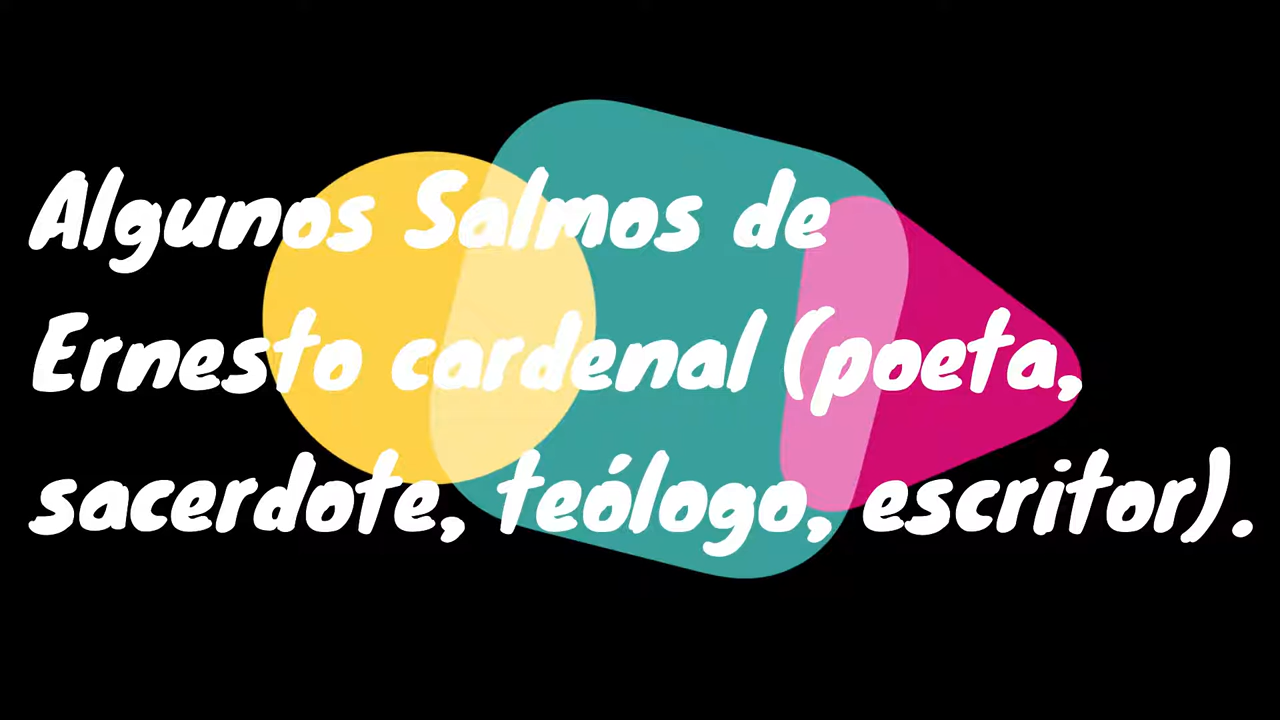 Algunos Salmos de
Ernesto cardenal (poeta,
sacerdote, teólogo, escritor).